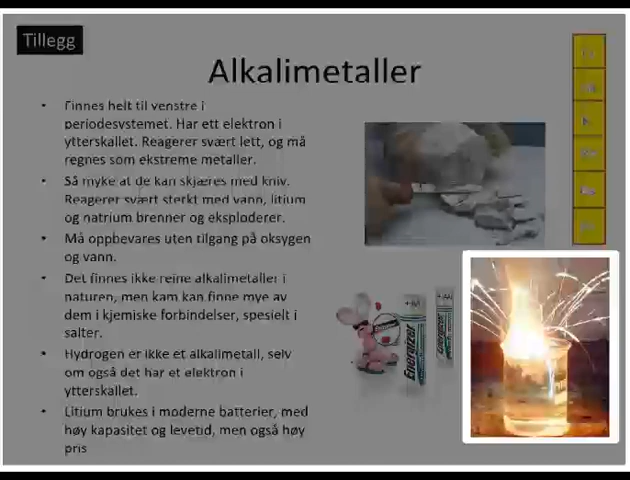 Tillegg
Alkalimetaller
• Finnes helt til venstre i
periodesystemet. Har ett elektron i
ytterskallet. Reagerer svært lett, og må
regnes som ekstreme metaller.
• Så myke at de kan skjæres med kniv.
Reagerer svært sterkt med vann, litium
og natrium brenner og eksploderer.
• Må oppbevares uten tilgang på oksygen
og vann.
• Det finnes ikke reine alkalimetaller i
naturen, men kam kan finne mye av
dem i kjemiske forbindelser, spesielt i
salter.
• Hydrogen er ikke et alkalimetall, selv
om også det har et elektron i
ytterskallet.
• Litium brukes i moderne batterier, med
høy kapasitet og levetid, men også høy
pris
Energizer
Energizer